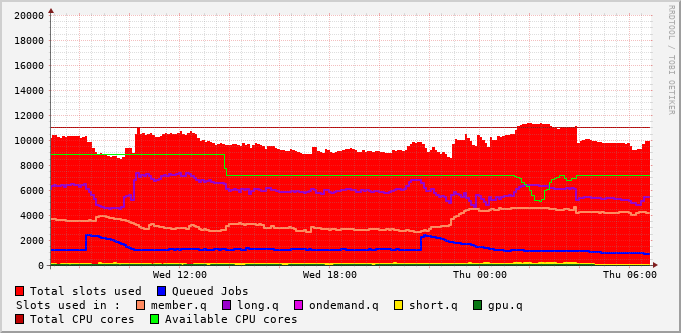 20000
18000
16000
14000
12000
10000
8000
6000
4000
2000
0
Wed 12:00 Wed 18:00 Thu 00:00 Thu 06:00
Total slots used Queued Jobs
Slots used in : member.q long.q ondemand.q short.q gpu.q
Total CPU cores Available CPU cores
RRDTOOL / TOBI OETIKER